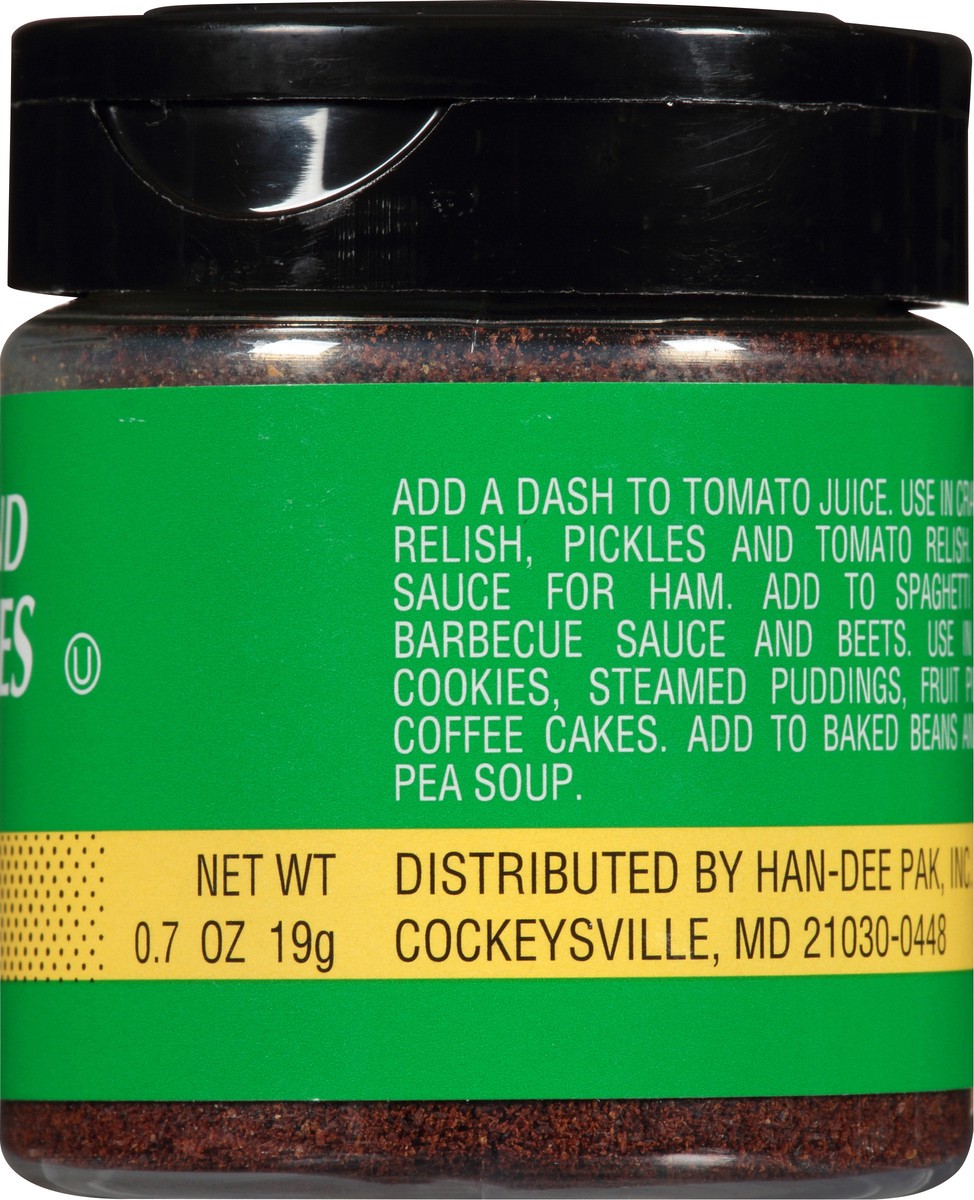 ADD A DASH TO TOMATO JUICE. USE IN
RELISH, PICKLES AND TOMATO RELISH
SAUCE FOR HAM. ADD TO SPAGHETTI
BARBECUE SAUCE AND BEETS. USE IN
COOKIES, STEAMED PUDDINGS, FRUIT
COFFEE CAKES. ADD TO BAKED BEANS
PEA SOUP.
U
NET WT
0.7 OZ 19g
DISTRIBUTED BY HAN-DEE PAK, INC.
COCKEYSVILLE, MD 21030-0448